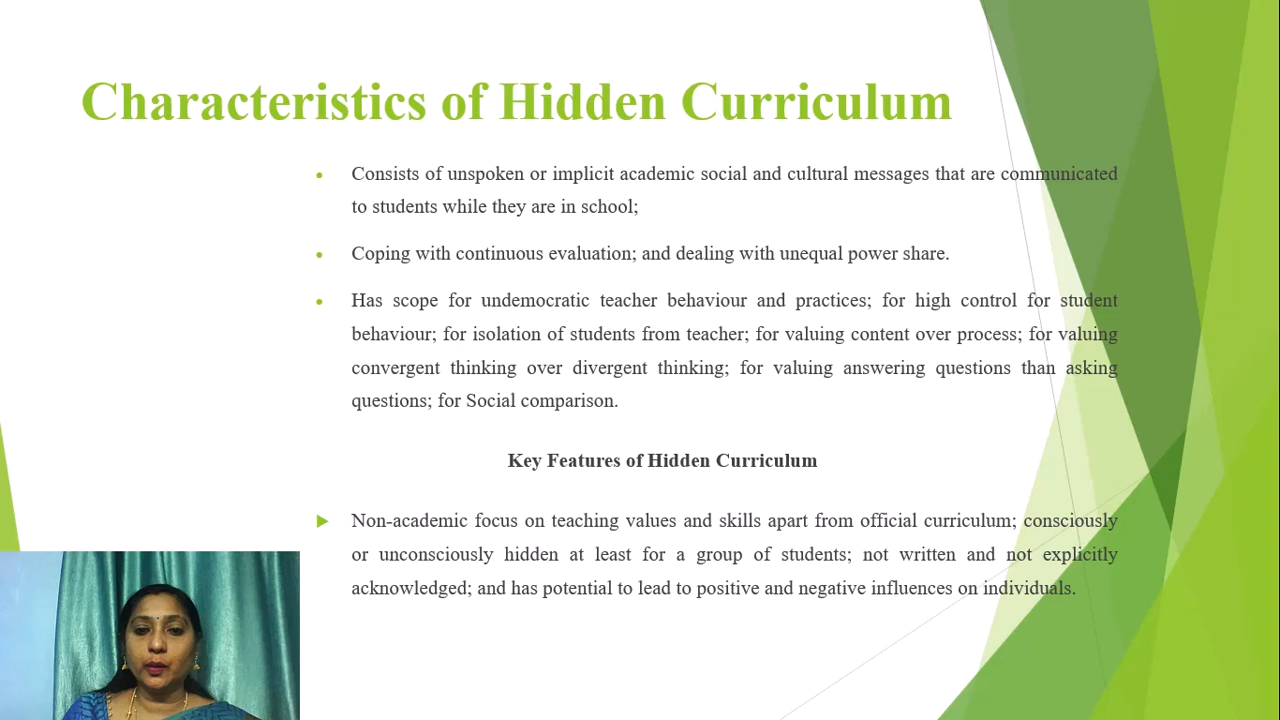 Characteristics of Hidden Curriculum
Consists of unspoken or implicit academic social and cultural messages that are communicated
to students while they are in school;
Coping with continuous evaluation; and dealing with unequal power share.
Has scope for undemocratic teacher behaviour and practices; for high control for student
behaviour; for isolation of students from teacher; for valuing content over process; for valuing
convergent thinking over divergent thinking; for valuing answering questions than asking
questions; for Social comparison.
Key Features of Hidden Curriculum
Non-academic focus on teaching values and skills apart from official curriculum; consciously
or unconsciously hidden at least for a group of students; not written and not explicitly
acknowledged; and has potential to lead to positive and negative influences on individuals.